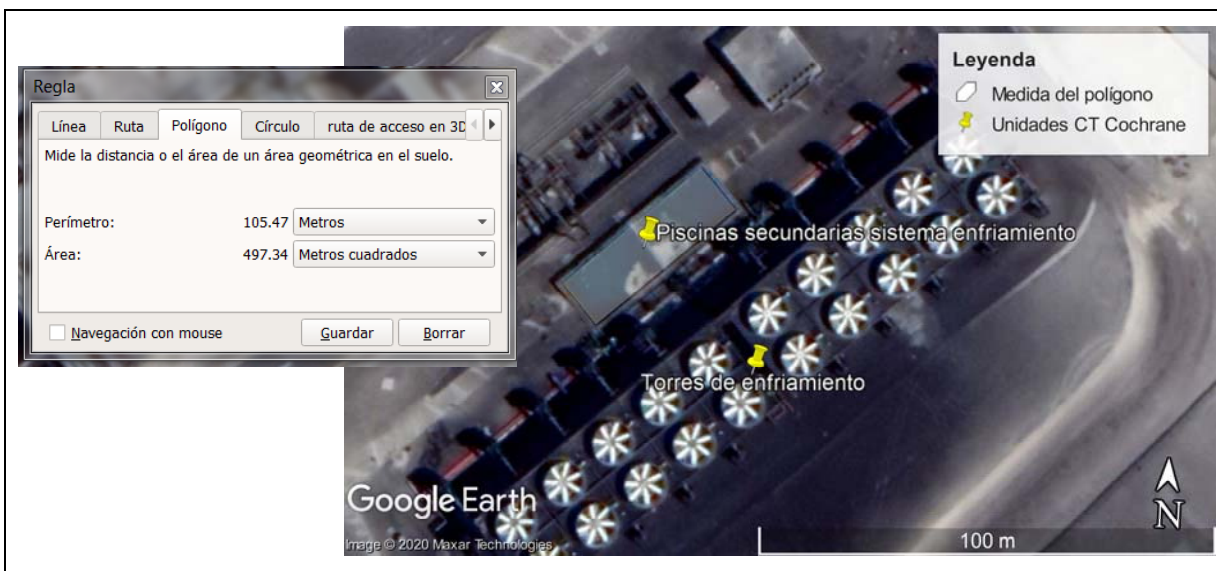 Regla
Línea Ruta Polígono Círculo ruta de acceso en 3D
Mide la distancia o el área de un área geométrica en el suelo.
Perímetro: 105.47 Metros
Área: 497.34 Metros cuadrados
Navegación con mouse Guardar Borrar
Leyenda
Medida del polígono
Unidades CT Cochrane
Piscinas secundarias sistema enfriamiento
Torres de enfriamiento
Google Earth
Image © 2020 Maxar Technologies
100 m
N